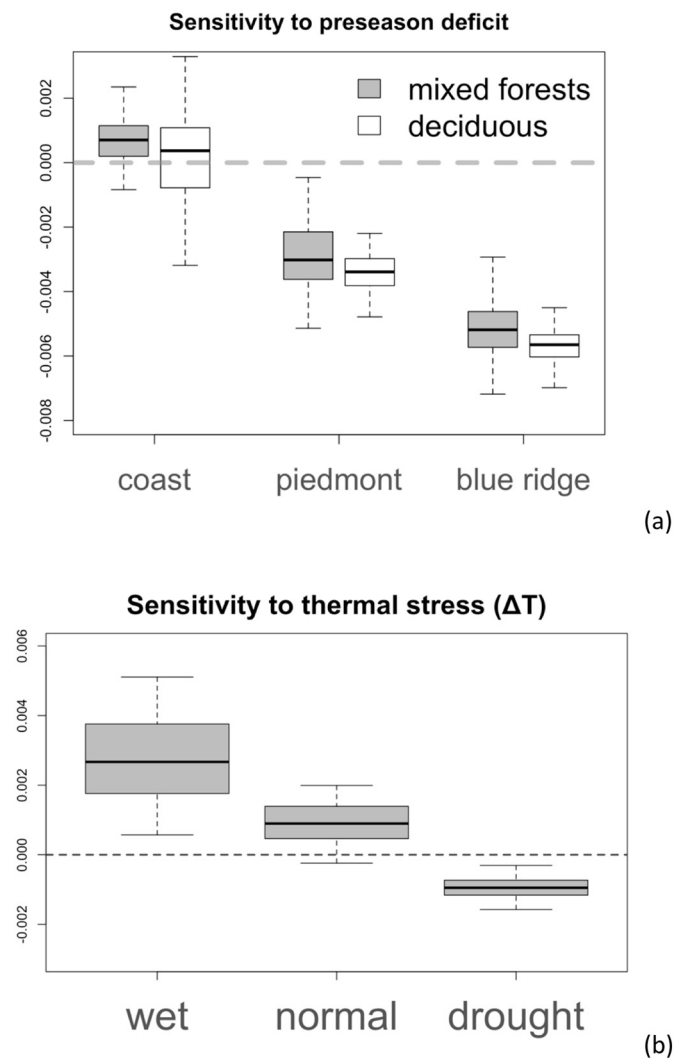 Sensitivity to preseason deficit
mixed forests
deciduous
0.002
0.000
-0.002
-0.004
-0.006
-0.008
coast piedmont blue ridge
(a)
Sensitivity to thermal stress (ΔT)
0.006
0.004
0.002
0.000
-0.002
wet normal drought
(b)